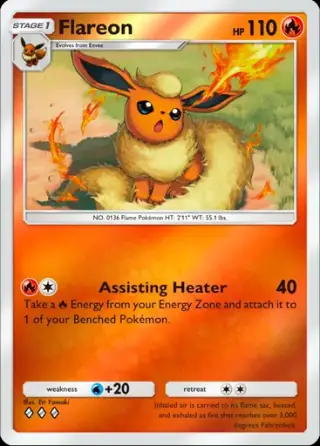 STAGE 1
Flareon
HP 110
Evolves from Eevee
NO. 0136 Flame Pokémon HT: 2'11" WT: 55.1 lbs.
Assisting Heater 40
Take a Energy from your Energy Zone and attach it to
1 of your Benched Pokémon.
weakness +20 retreat
Illus. Eri Yamaki
Inhaled air is carried to its flame sac, heated,
and exhaled as fire that reaches over 3,000
degrees Fahrenheit.